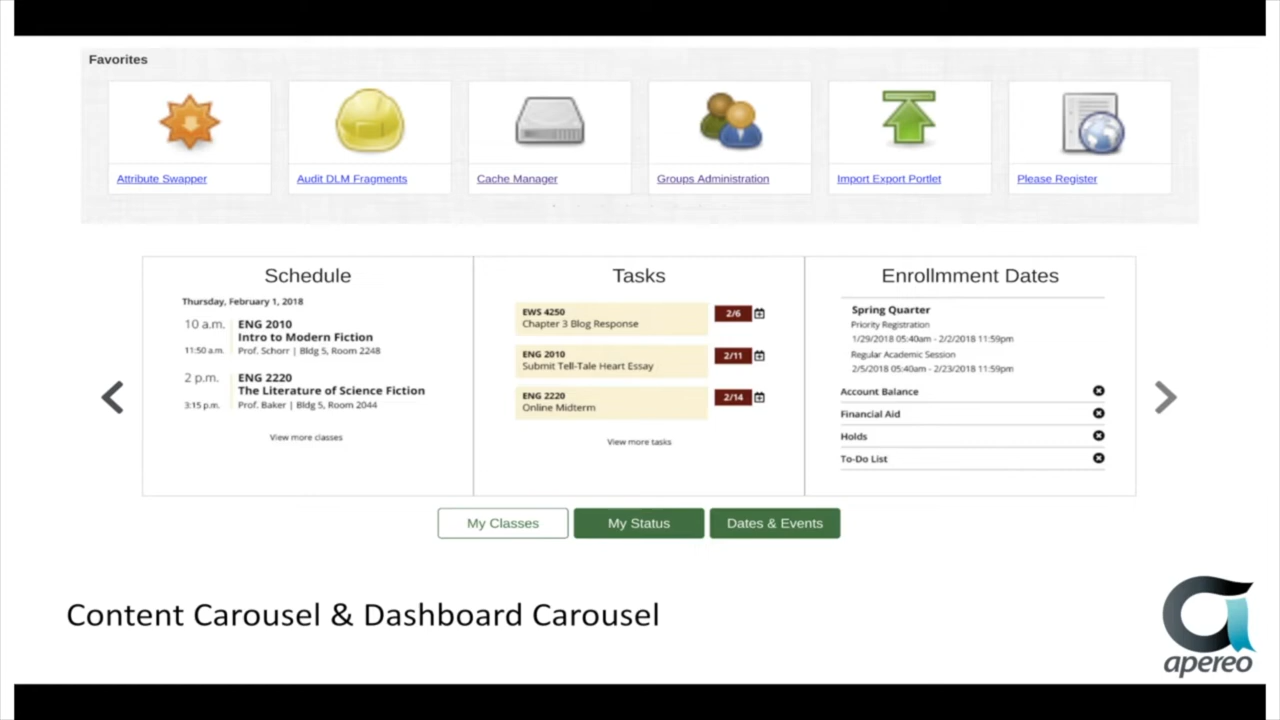 Favorites
Attribute Swapper
Audit DLM Fragments
Cache Manager
Groups Administration
Import Export Portlet
Please Register
Schedule
Thursday, February 1, 2018
10 a.m. ENG 2010
Intro to Modern Fiction
11:50 a.m. Prof. Schorr | Bldg 5, Room 2248
2 p.m. ENG 2220
The Literature of Science Fiction
3:15 p.m. Prof. Baker | Bldg 5, Room 2044
View more classes
Tasks
EWS 4250
Chapter 3 Blog Response
2/6
ENG 2010
Submit Tell-Tale Heart Essay
2/11
ENG 2220
Online Midterm
2/14
View more tasks
Enrollmment Dates
Spring Quarter
Priority Registration
1/29/2018 05:40am - 2/2/2018 11:59pm
Regular Academic Session
2/5/2018 05:40am - 2/23/2018 11:59pm
Account Balance
Financial Aid
Holds
To-Do List
My Classes
My Status
Dates & Events
Content Carousel & Dashboard Carousel
apereo